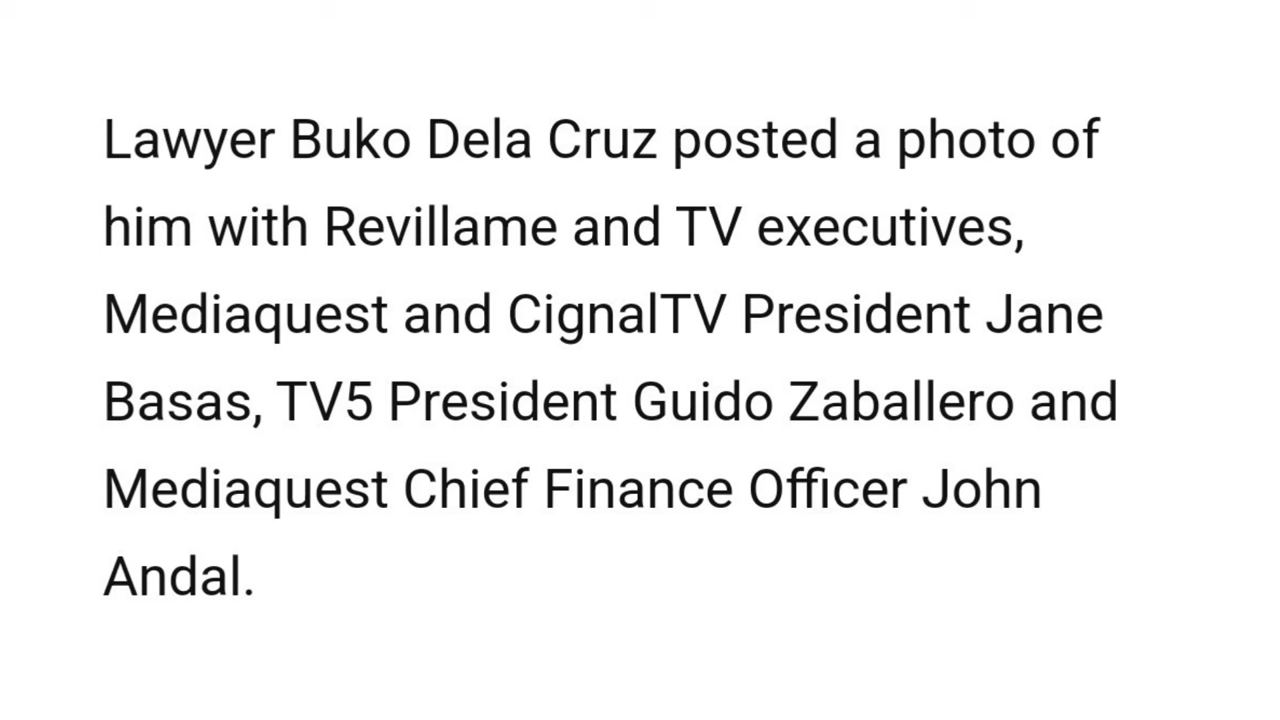 Lawyer Buko Dela Cruz posted a photo of
him with Revillame and TV executives,
Mediaquest and CignalTV President Jane
Basas, TV5 President Guido Zaballero and
Mediaquest Chief Finance Officer John
Andal.